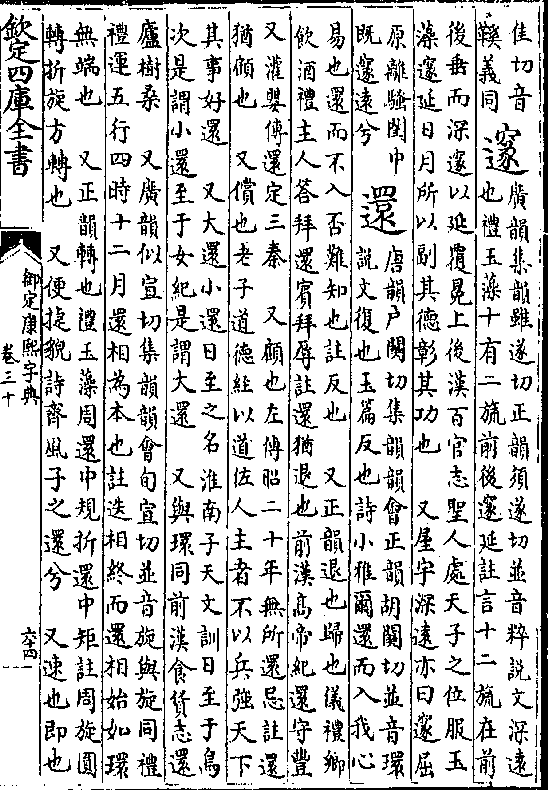 佳切音　邃　廣韻集韻雖遂切正韻須遂切並音粹說文深遠
鞵義同　也禮玉藻十有二旒前後邃延註言十二旒在前
後垂而深邃以延覆冕上後漢百官志聖人處天子之位服玉
藻邃延日月所以副其德彰其功也　又屋宇深遠亦曰邃屈
原離騷閨中　還　唐韻戶關切集韻韻會正韻胡關切並音環
既邃遠兮　說文復也玉篇反也詩小雅爾還而入我心
易也還而不入否難知也註反也　又正韻退也歸也儀禮鄉
飲酒禮主人答拜還賓拜辱註還猶退也前漢高帝紀還守豐
又灌嬰傳還定三秦　又顧也左傳昭二十年無所還忌註還
猶顧也　又償也老子道德經以道佐人主者不以兵強天下
其事好還　又大還小還日至之名淮南子天文訓日至于鳥
次是謂小還至于女紀是謂大還　又與環同前漢食貨志還
廬樹桑　又廣韻似宣切集韻韻會旬宣切並音旋與旋同禮
禮運五行四時十二月還相為本也註迭相終而還相始如環
無端也　又正韻轉也禮玉藻周還中規折還中矩註周旋圓
轉折旋方轉也　又便捷貌詩齊風子之還兮　又速也即也
欽定四庫全書
御定康熙字典
卷三十
六十四